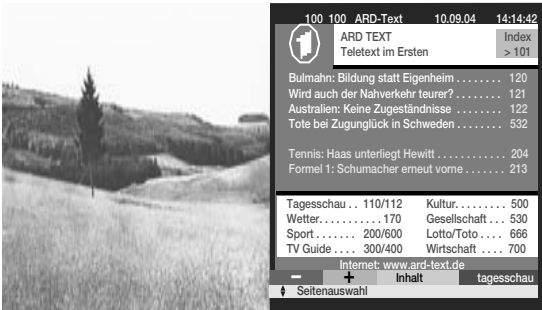 100 100 ARD-Text 10.09.04 14:14:42
1 ARD TEXT Index
Teletext im Ersten > 101
Bulmahn: Bildung statt Eigenheim . . . . . . . . 120
Wird auch der Nahverkehr teurer? . . . . . . . . 121
Australien: Keine Zugeständnisse . . . . . . . . 122
Tote bei Zugunglück in Schweden . . . . . . . . 532
Tennis: Haas unterliegt Hewitt . . . . . . . . . . . . 204
Formel 1: Schumacher erneut vorne . . . . . . . 213
Tagesschau . . 110/112 Kultur. . . . . . . . . 500
Wetter. . . . . . . . . . . 170 Gesellschaft . . . 530
Sport . . . . . . . 200/600 Lotto/Toto . . . . 666
TV Guide . . . . 300/400 Wirtschaft . . . . 700
Internet: www.ard-text.de
− + Inhalt tagesschau
Seitenauswahl